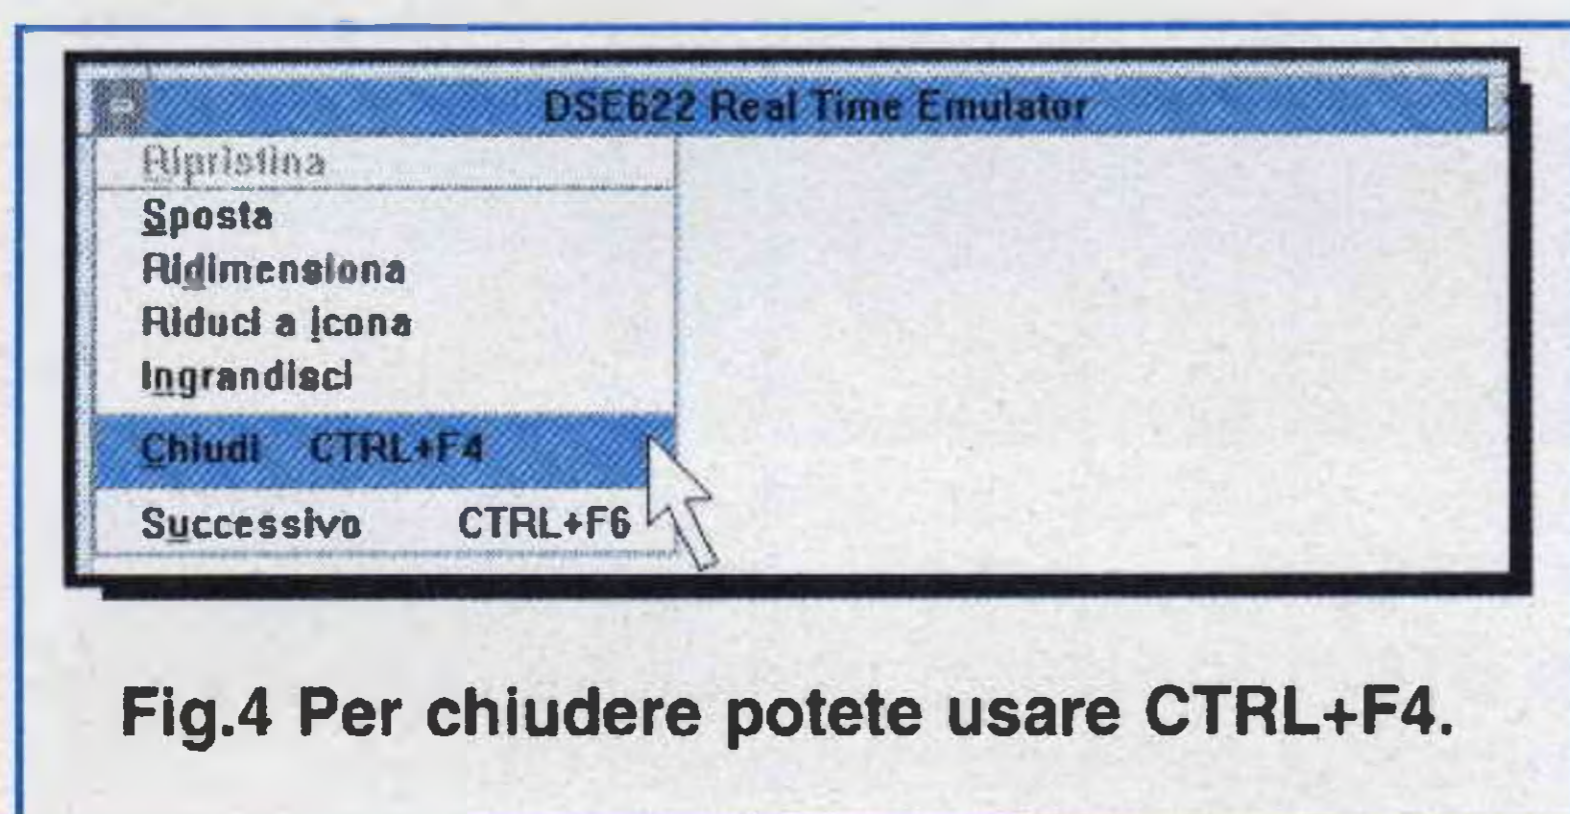 DSE622 Real Time Emulator
Ripristina
Sposta
Ridimensiona
Riduci a icona
Ingrandisci
Chiudi CTRL+F4
Successivo CTRL+F6
Fig.4 Per chiudere potete usare CTRL+F4.